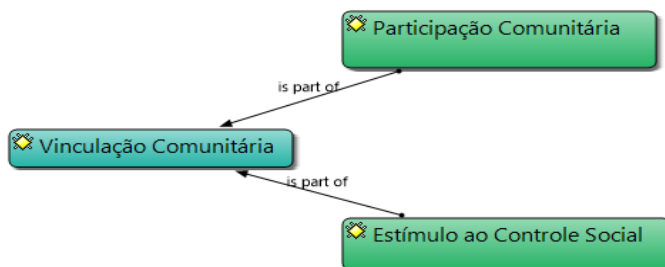 Participação Comunitária
is part of
Vinculação Comunitária
is part of
Estímulo ao Controle Social